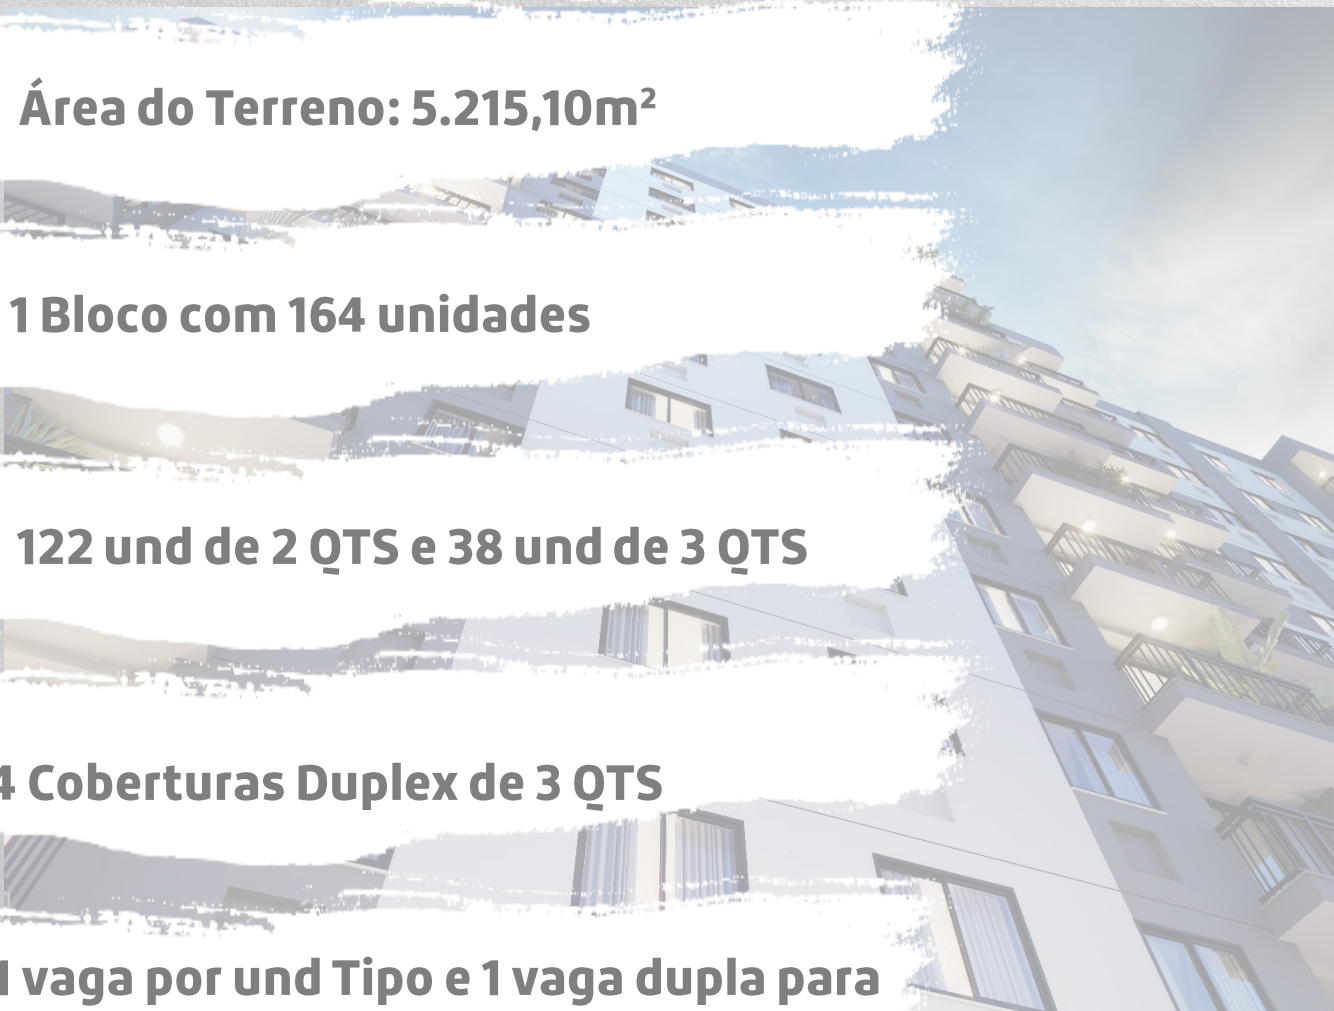 Área do Terreno: 5.215,10m²
1 Bloco com 164 unidades
122 und de 2 QTS e 38 und de 3 QTS
4 Coberturas Duplex de 3 QTS
1 vaga por und Tipo e 1 vaga dupla para